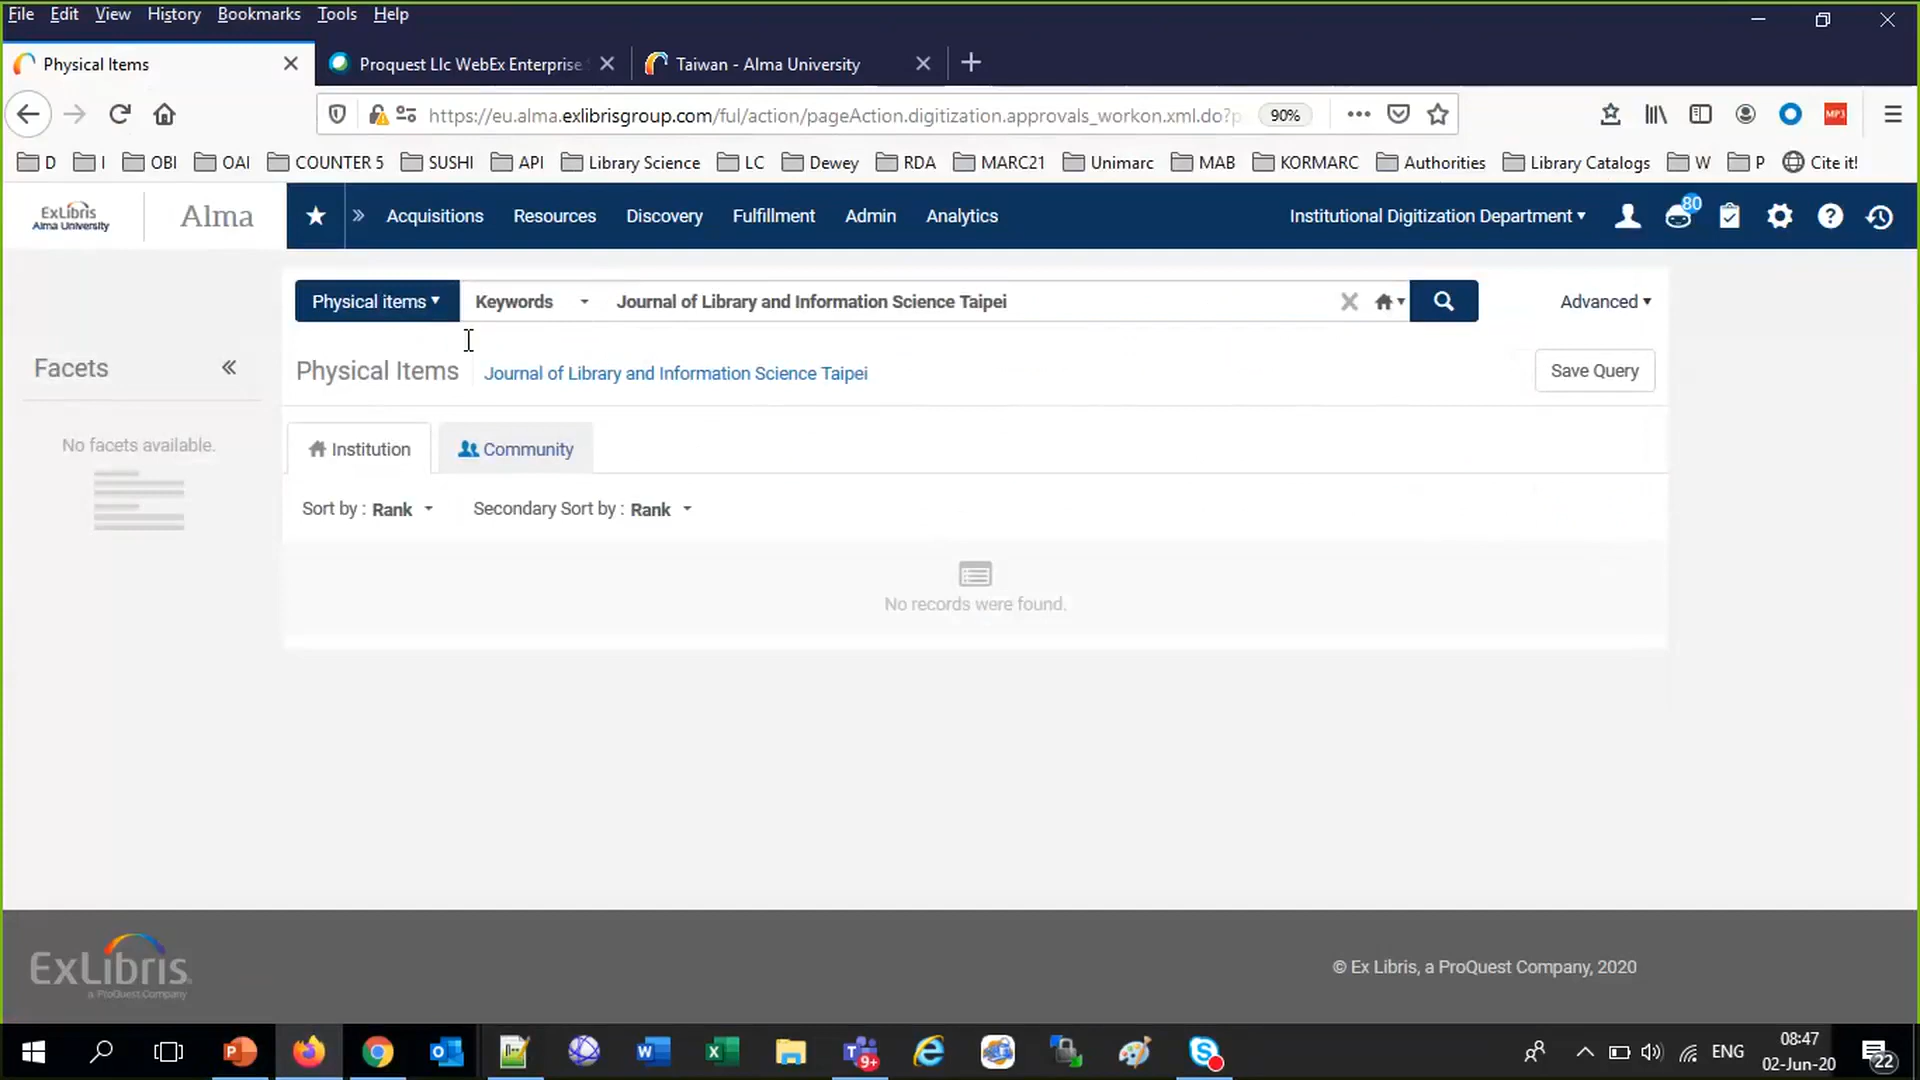 File Edit View History Bookmarks Tools Help
Physical Items
Proquest Llc WebEx Enterprise
Taiwan - Alma University
https://eu.alma.exlibrisgroup.com/ful/action/pageAction.digitization.approvals_workon.xml.do?p
90%
MP3
D I OBI OAI COUNTER 5 SUSHI API Library Science LC Dewey RDA MARC21 Unimarc MAB KORMARC Authorities Library Catalogs W P Cite it!
ExLibris
Alma University
Alma
Acquisitions Resources Discovery Fulfillment Admin Analytics
Institutional Digitization Department
80
Physical items Keywords Journal of Library and Information Science Taipei Advanced
Facets
No facets available.
Physical Items Journal of Library and Information Science Taipei Save Query
Institution Community
Sort by : Rank Secondary Sort by : Rank
No records were found.
ExLibris
a ProQuest Company
© Ex Libris, a ProQuest Company, 2020
9+
ENG
08:47
02-Jun-20
22